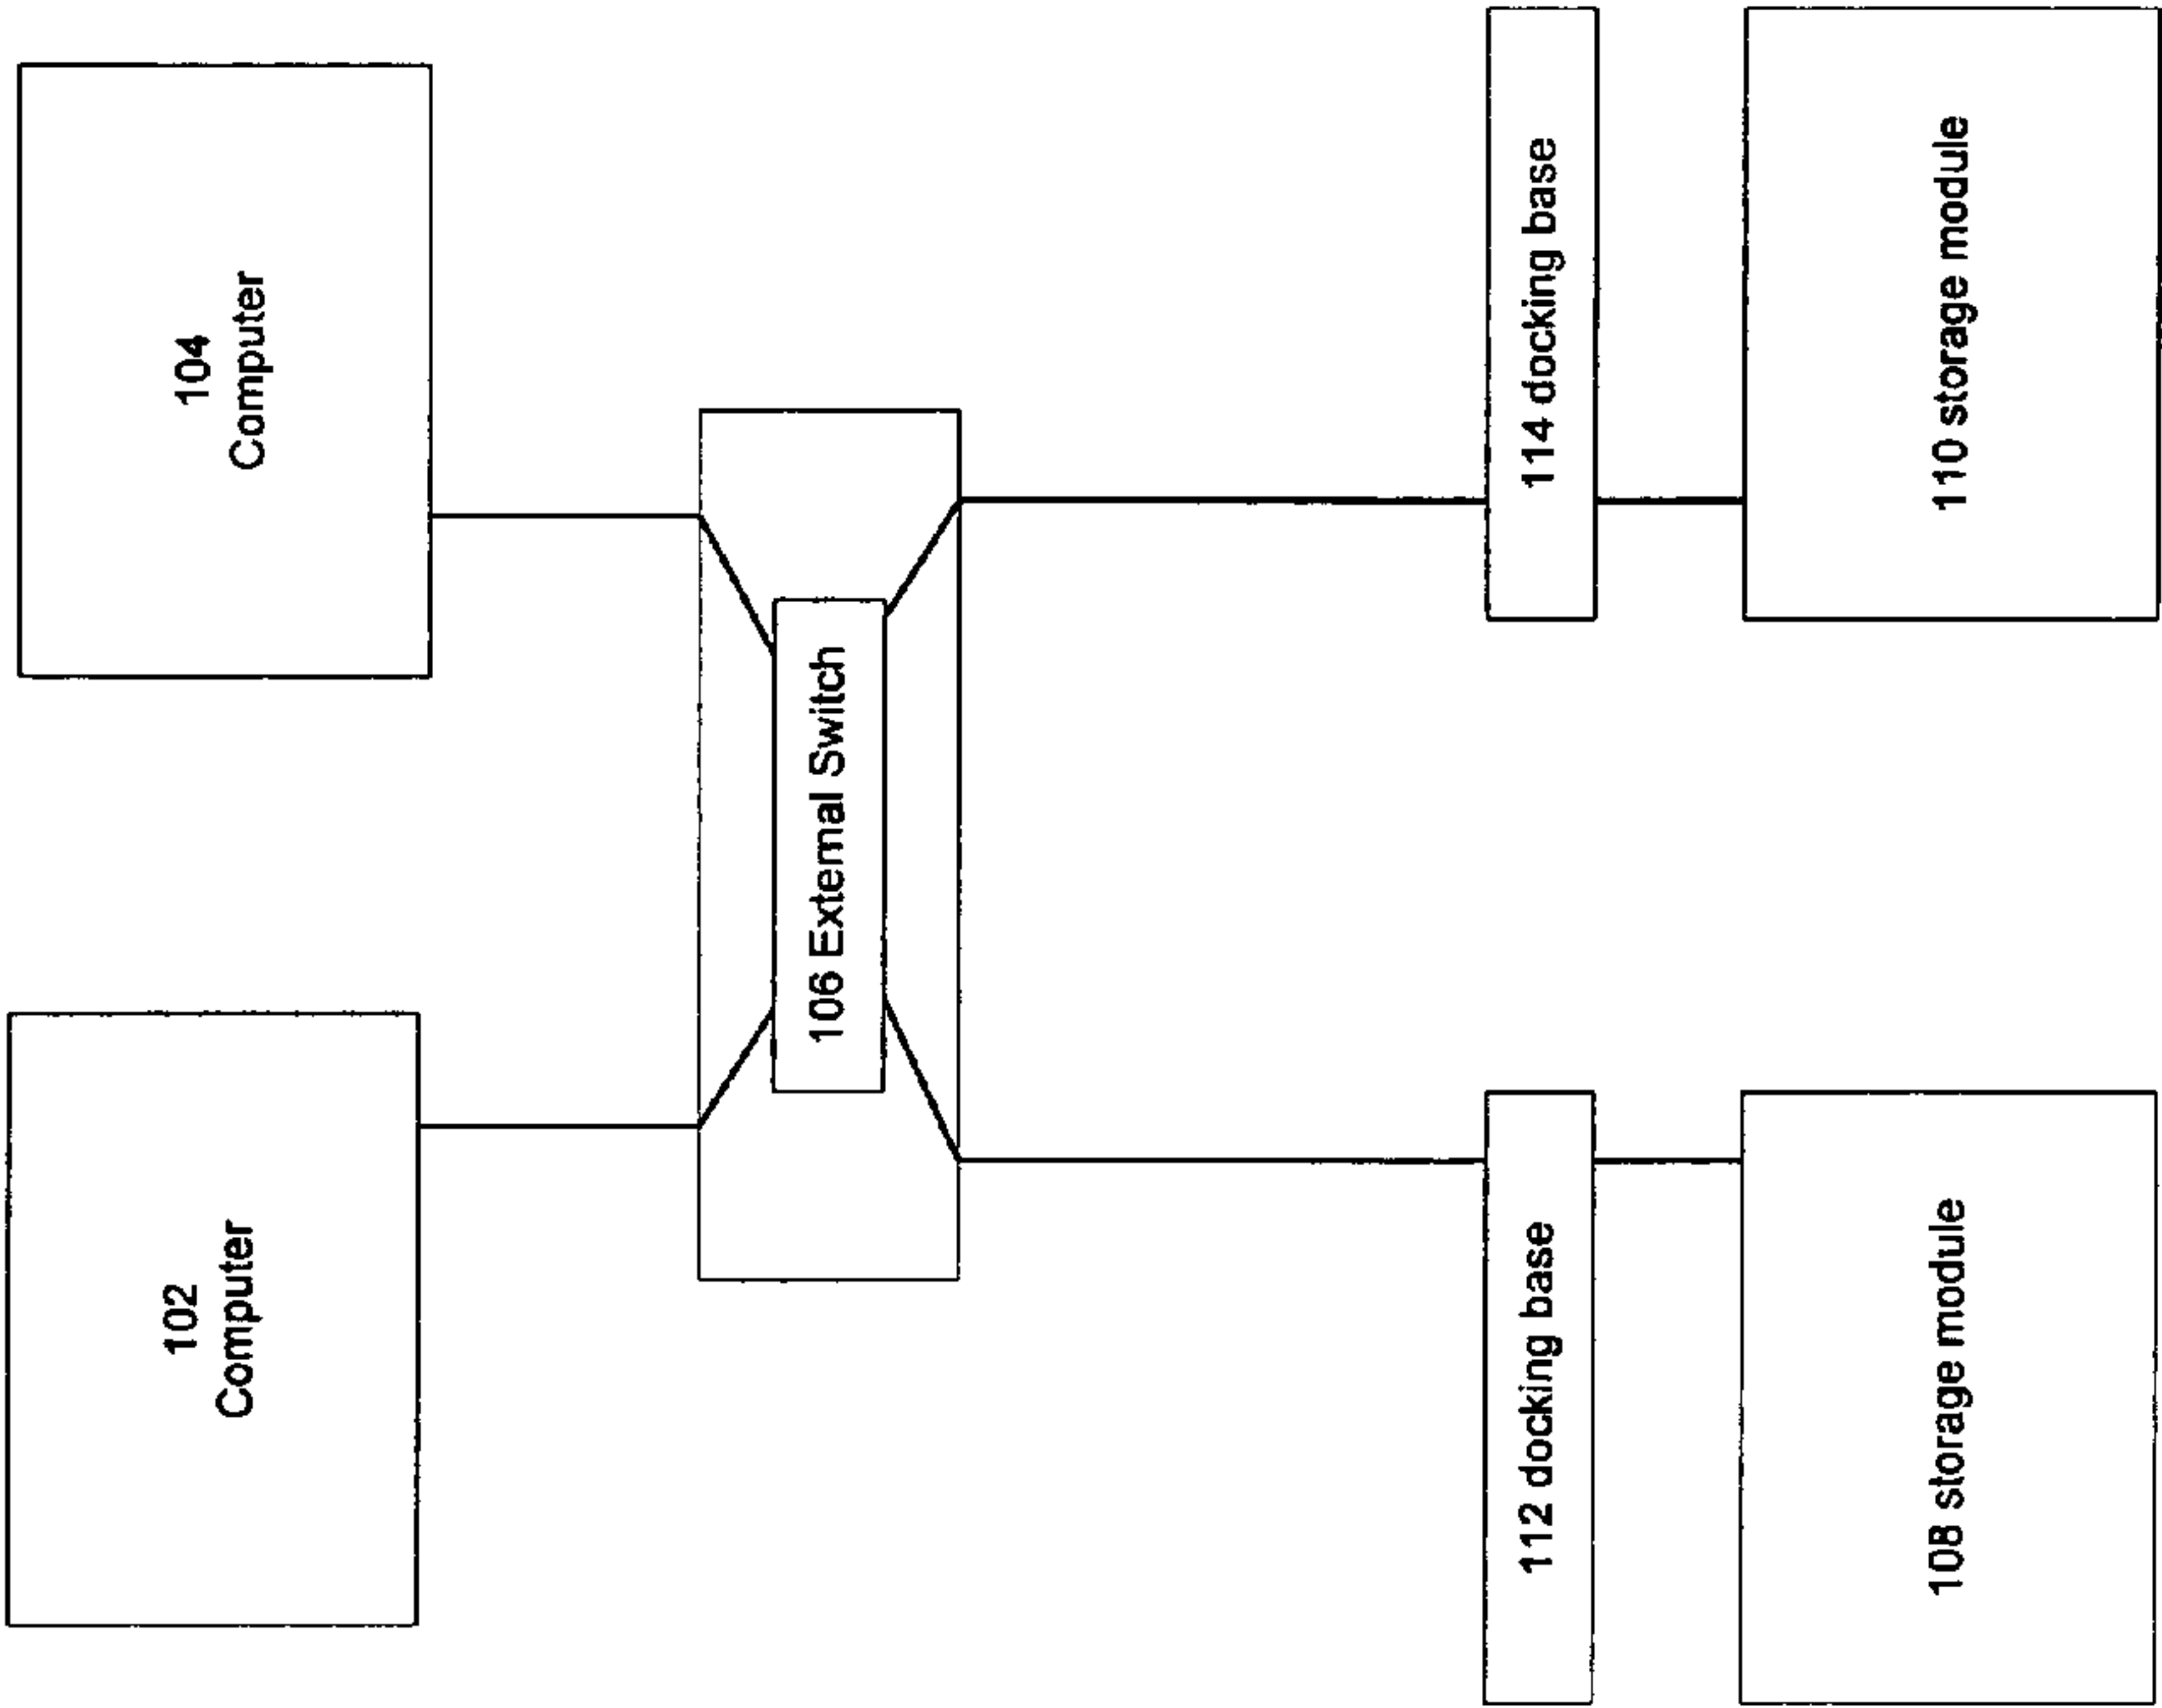 102
Computer
104
Computer
106 External Switch
112 docking base
114 docking base
108 storage module
110 storage module